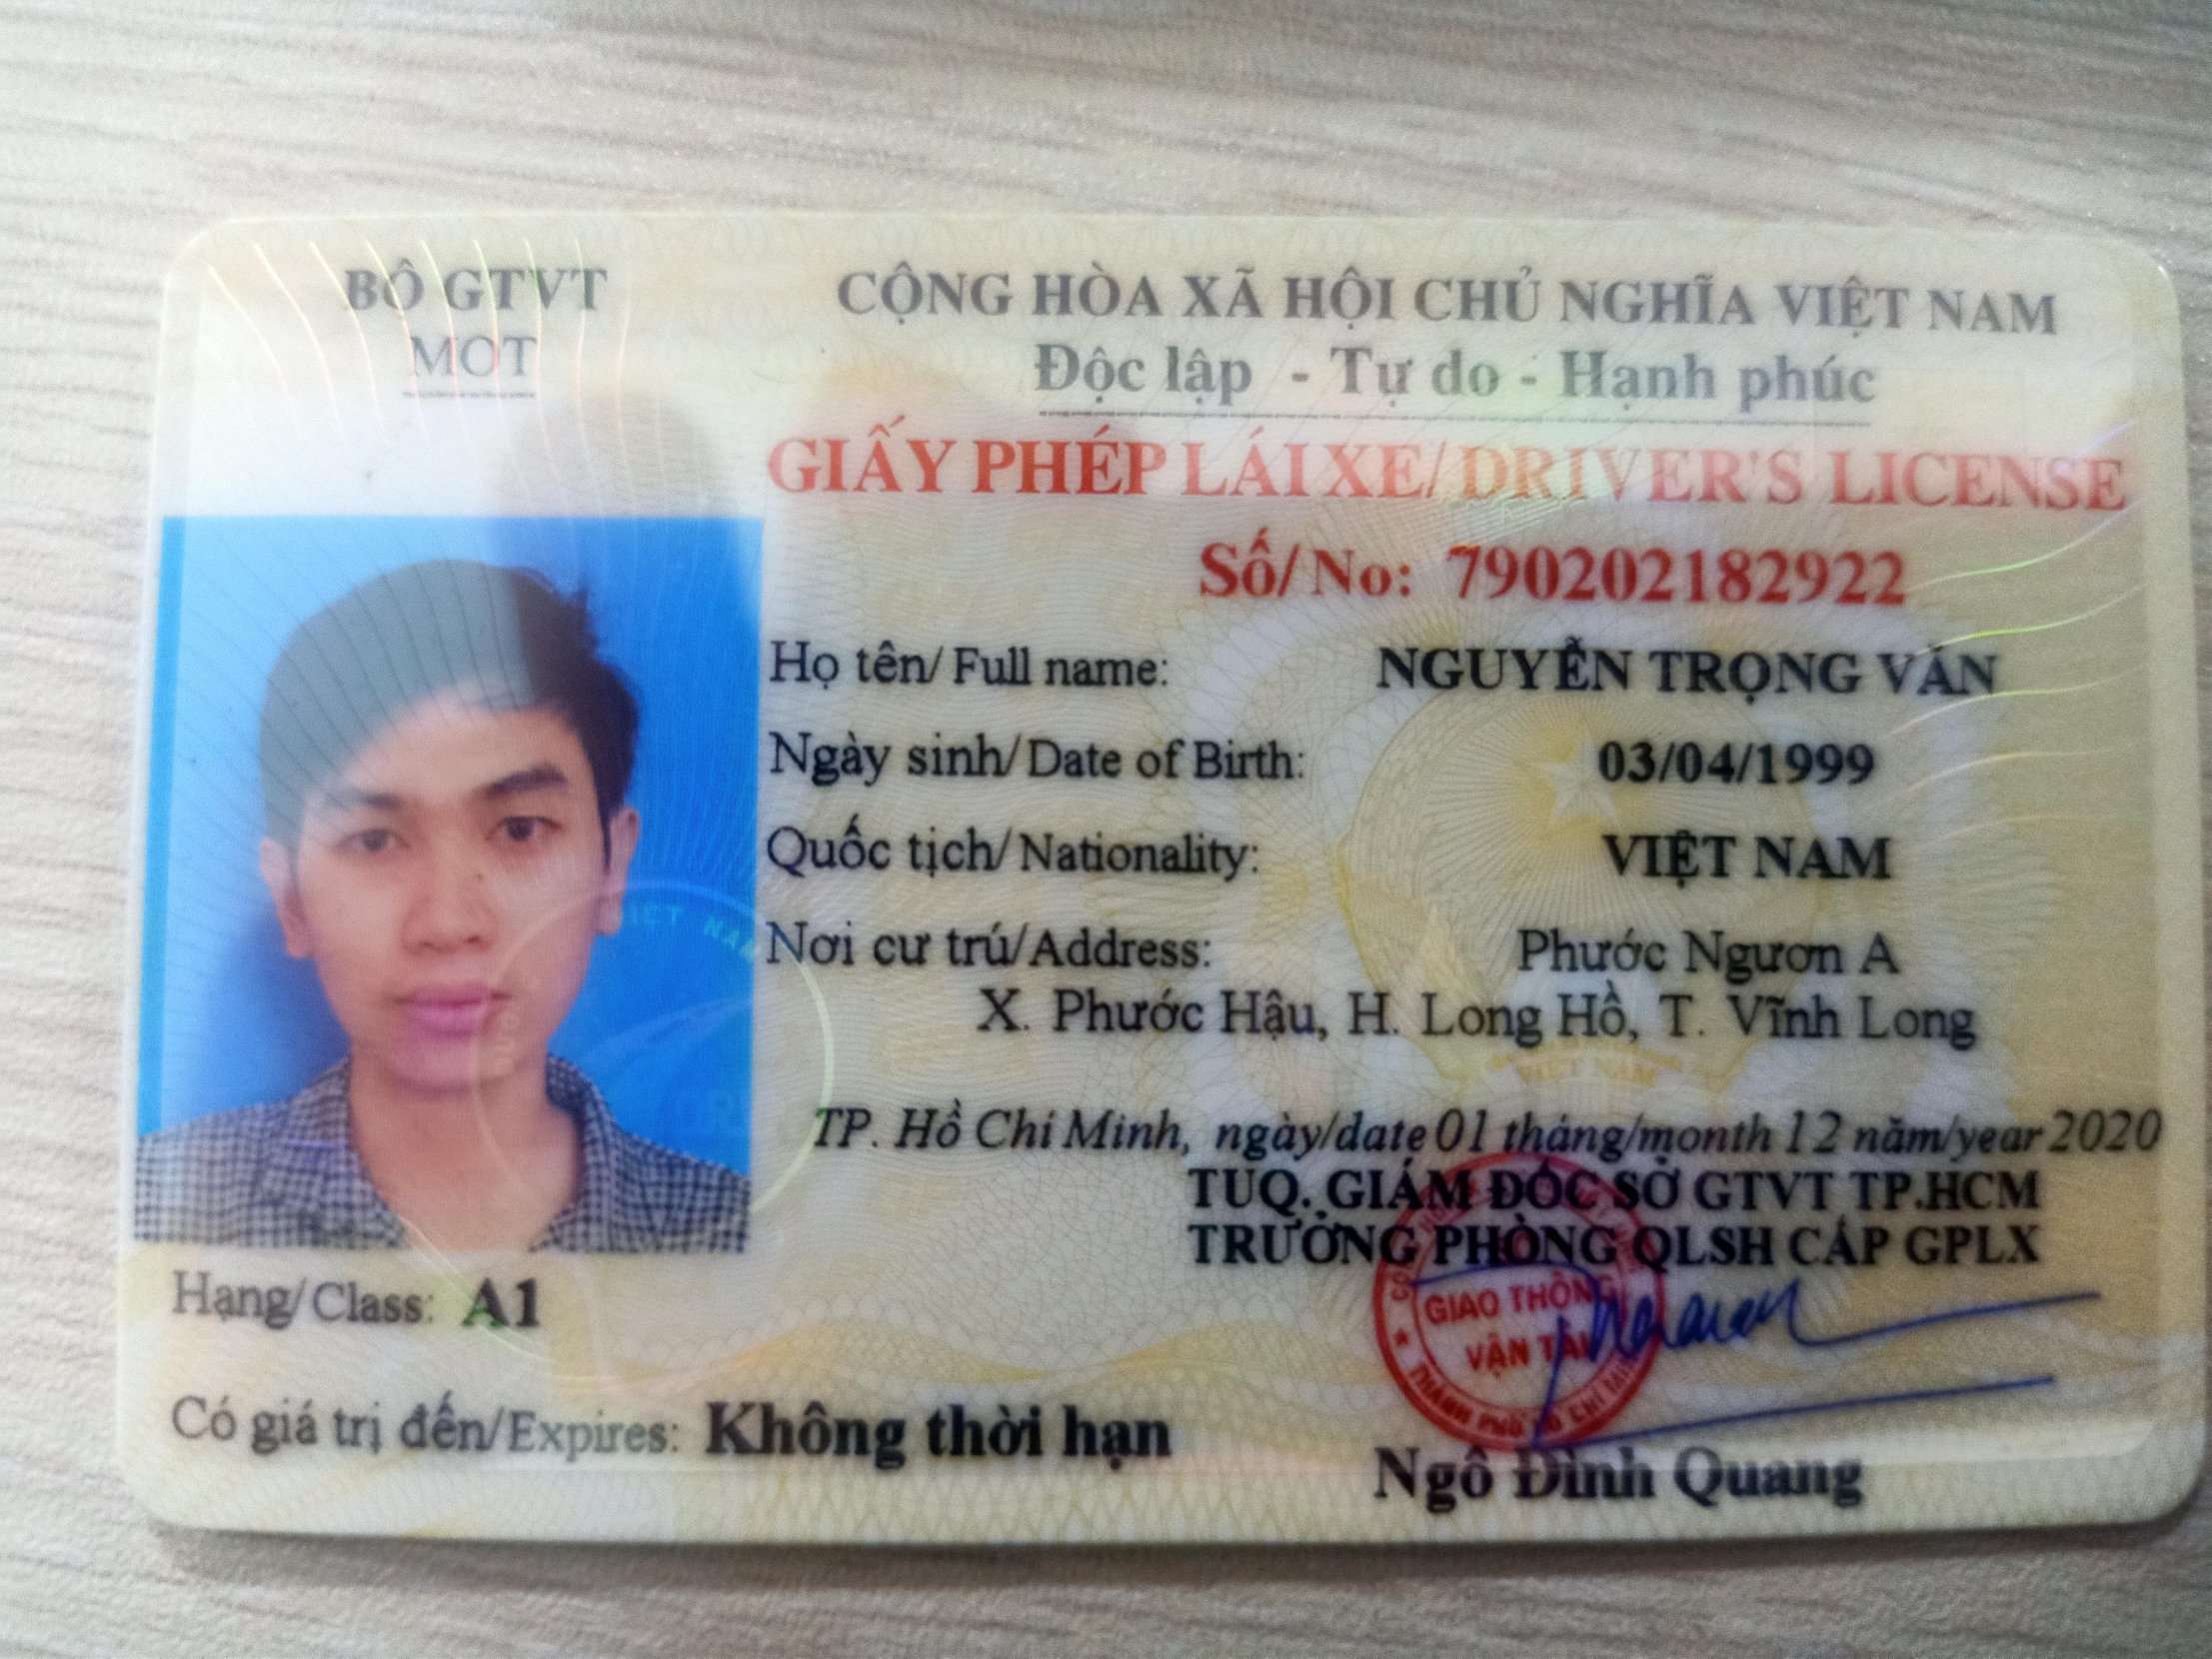 BỘ GTVT
MOT
CỘNG HÒA XÃ HỘI CHỦ NGHĨA VIỆT NAM
Độc lập - Tự do - Hạnh phúc
GIẤY PHÉP LÁI XE/ DRIVER'S LICENSE
Số/ No: 790202182922
Họ tên/ Full name: NGUYỄN TRỌNG VĂN
Ngày sinh/ Date of Birth: 03/04/1999
Quốc tịch/ Nationality: VIỆT NAM
Nơi cư trú/ Address: Phước Ngươn A
X. Phước Hậu, H. Long Hồ, T. Vĩnh Long
TP. Hồ Chí Minh, ngày/date 01 tháng/month 12 năm/year 2020
TUQ. GIÁM ĐỐC SỞ GTVT TP.HCM
TRƯỞNG PHÒNG QLSH CẤP GPLX
Hạng/ Class: A1
GIAO THÔNG
VẬN TẢI
Có giá trị đến/Expires: Không thời hạn
Ngô Đình Quang